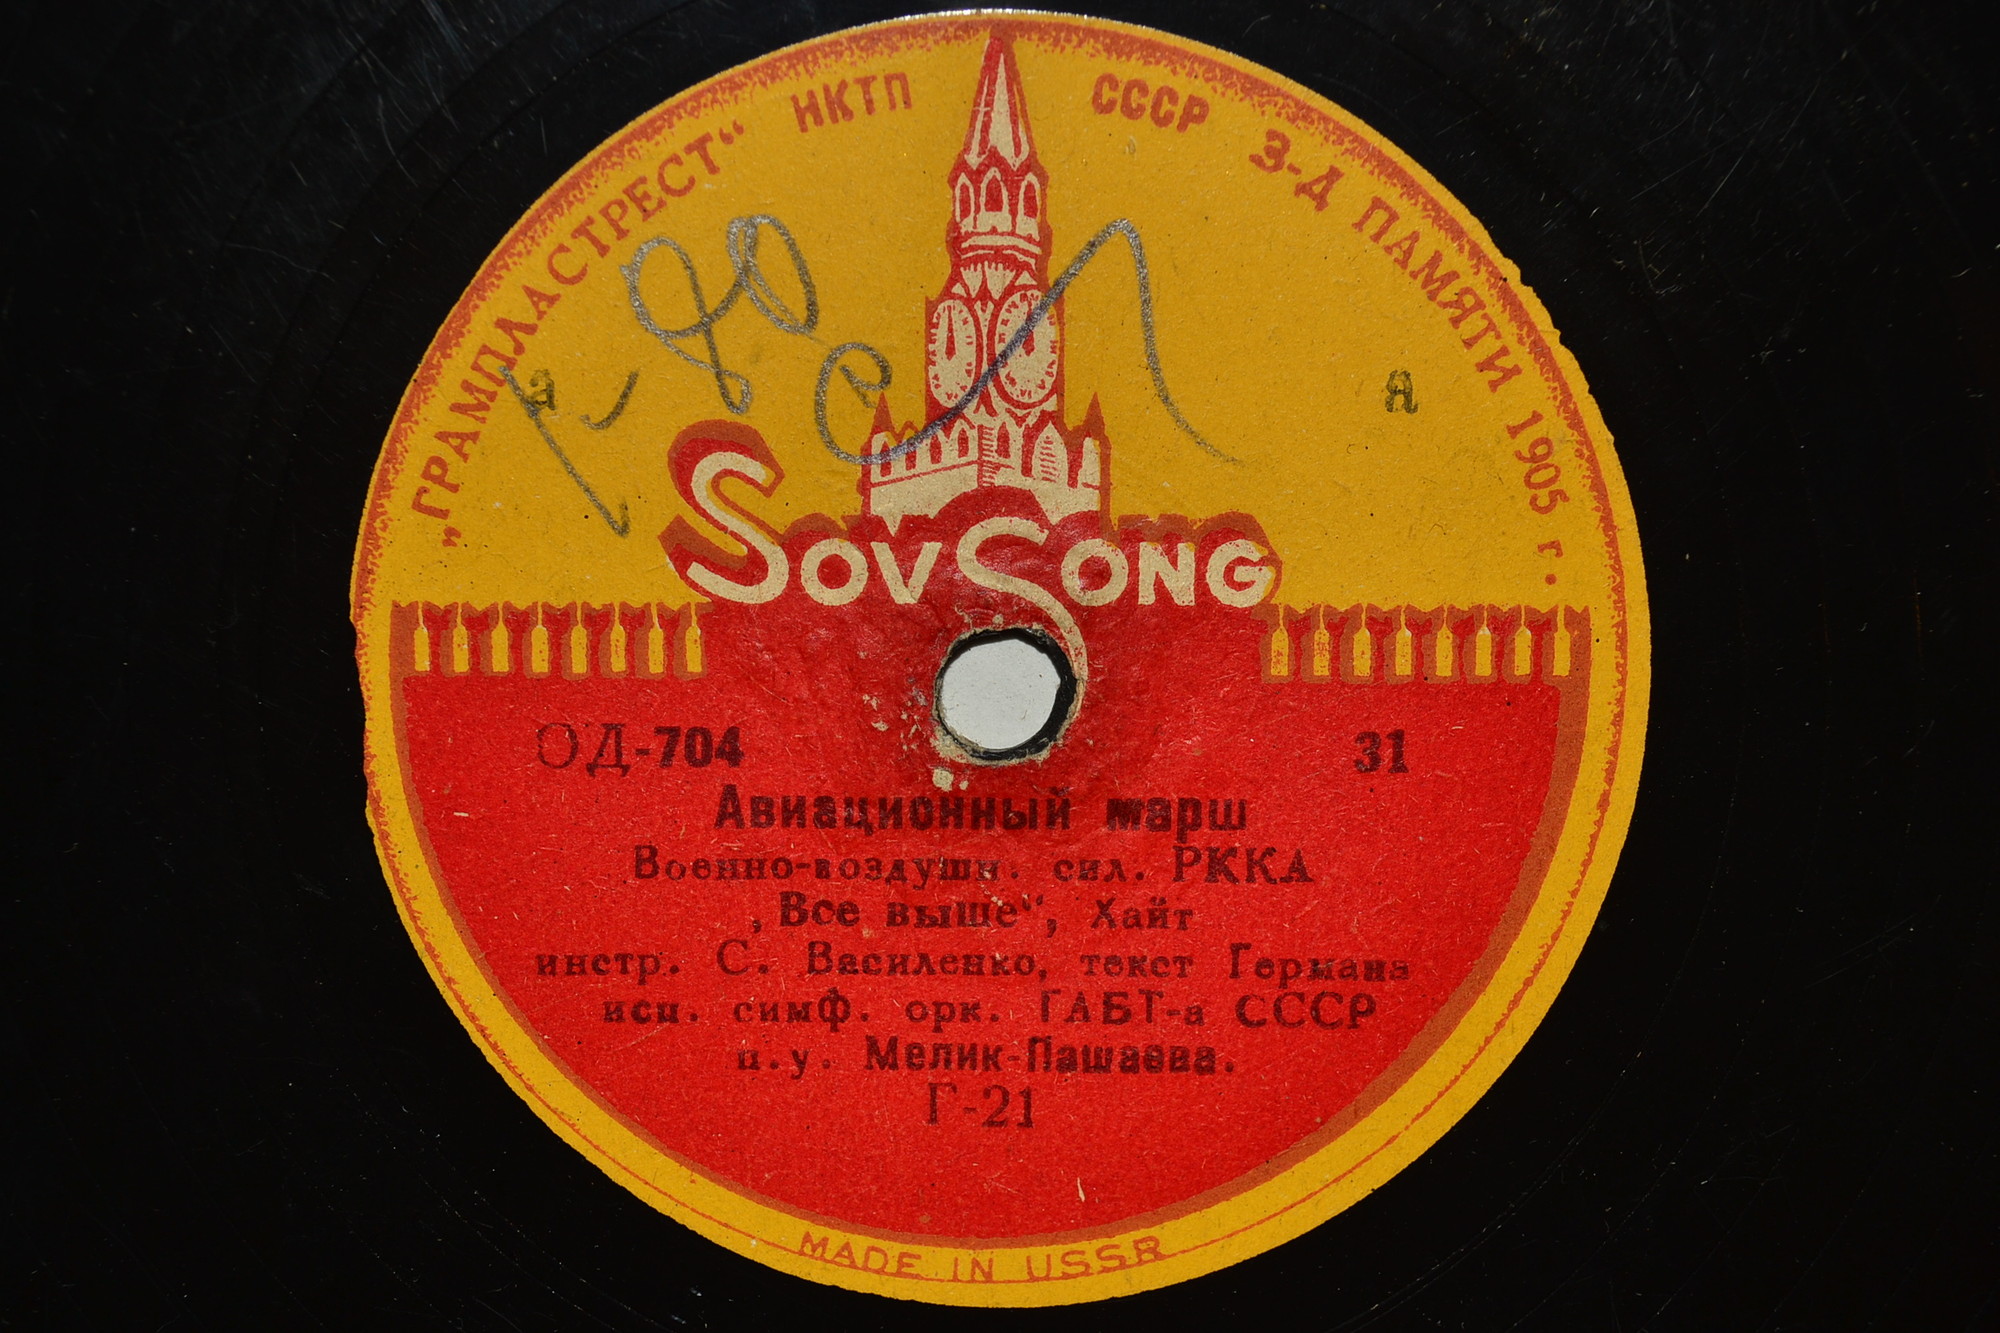 „ГРАМПЛАСТРЕСТ“ НКТП СССР З-Д ПАМЯТИ 1905 г.
-90
а Я
SOVSONG
ОД-704 31
Авиационный марш
Военно-воздушн. сил. РККА
„Все выше“, Хайт
инстр. С. Василенко, текст Германа
исп. симф. орк. ГАБТ-а СССР
п.у. Мелик-Пашаева.
Г-21
MADE IN USSR